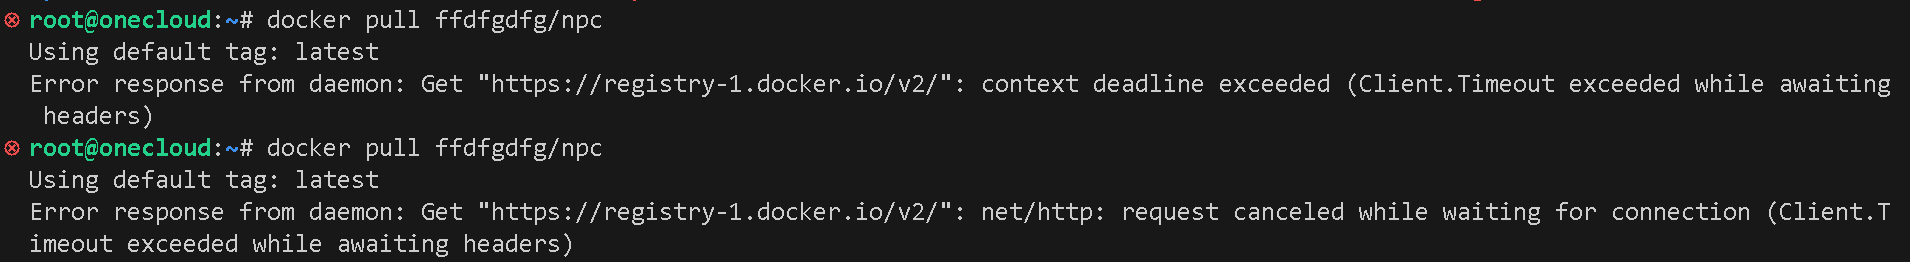 root@onecloud:~# docker pull ffdfgdfg/npc
Using default tag: latest
Error response from daemon: Get "https://registry-1.docker.io/v2/": context deadline exceeded (Client.Timeout exceeded while awaiting
 headers)
root@onecloud:~# docker pull ffdfgdfg/npc
Using default tag: latest
Error response from daemon: Get "https://registry-1.docker.io/v2/": net/http: request canceled while waiting for connection (Client.T
imeout exceeded while awaiting headers)